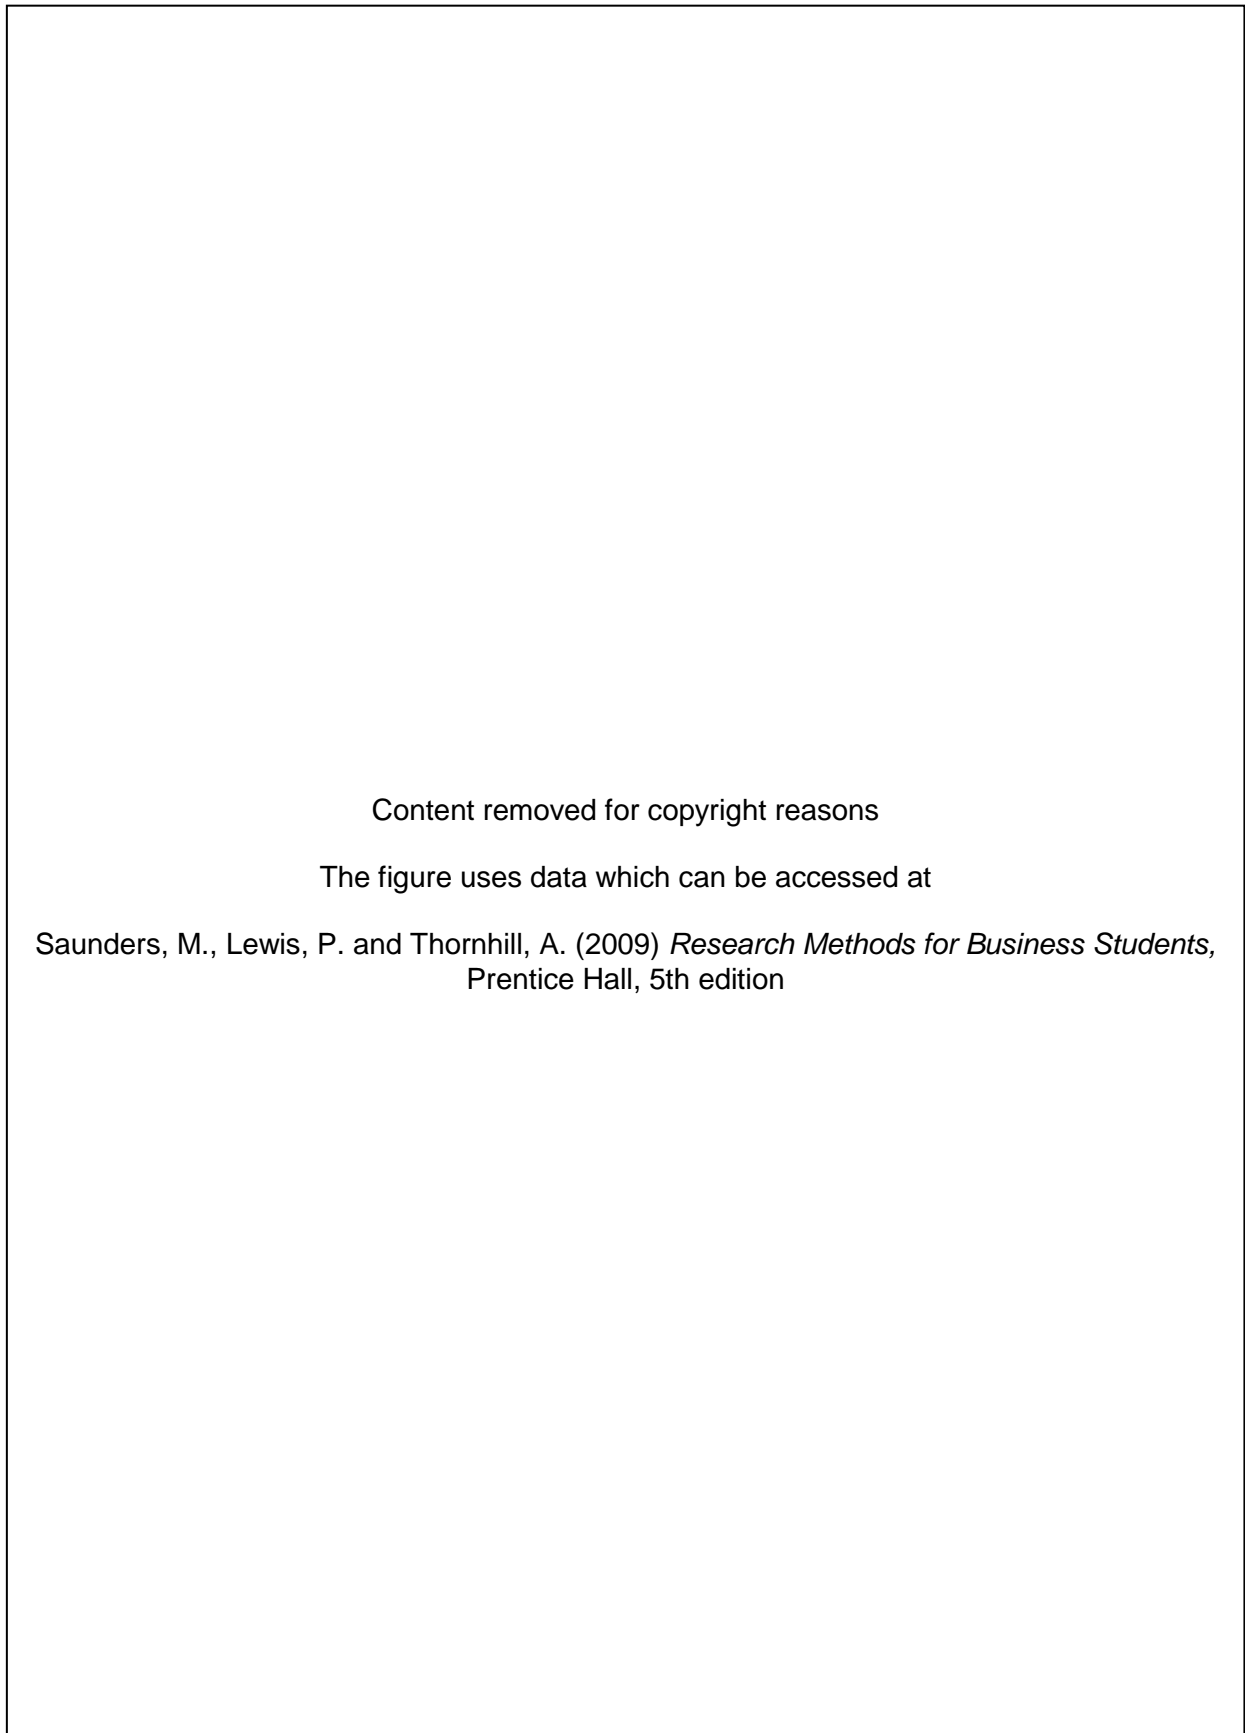 Content removed for copyright reasons
The figure uses data which can be accessed at
Saunders, M., Lewis, P. and Thornhill, A. (2009) Research Methods for Business Students,
Prentice Hall, 5th edition